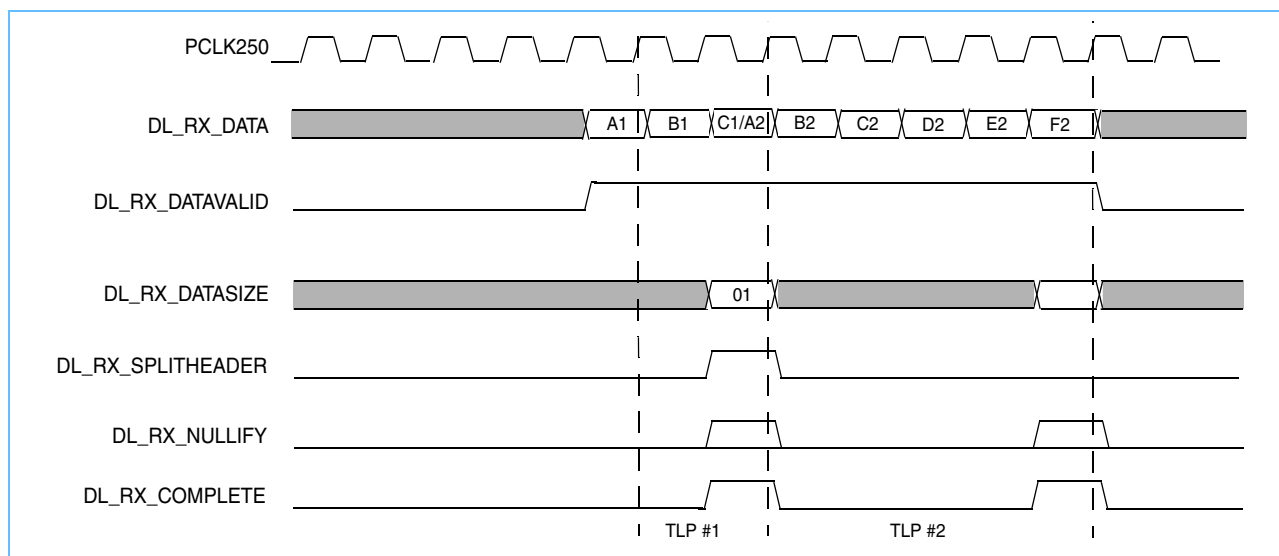 PCLK250
DL_RX_DATA
A1 B1 C1/A2 B2 C2 D2 E2 F2
DL_RX_DATAVALID
DL_RX_DATASIZE
01
DL_RX_SPLITHEADER
DL_RX_NULLIFY
DL_RX_COMPLETE
TLP #1 TLP #2